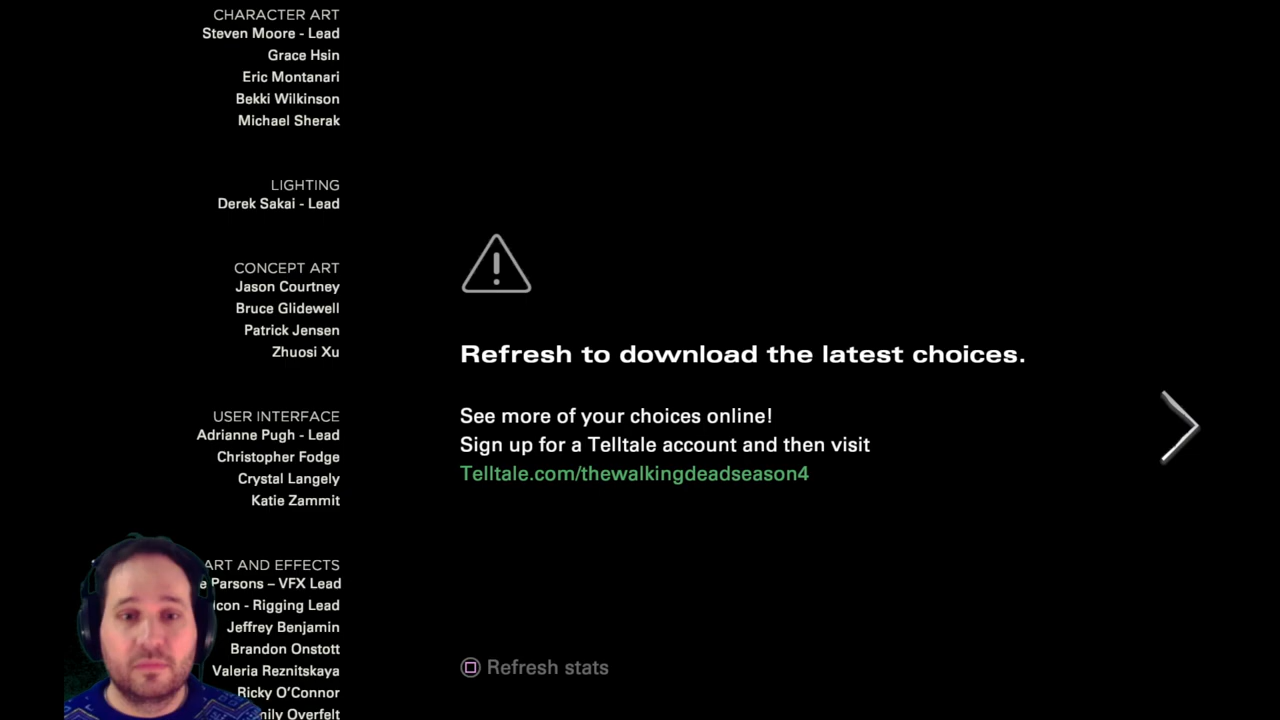 CHARACTER ART
Steven Moore - Lead
Grace Hsin
Eric Montanari
Bekki Wilkinson
Michael Sherak
LIGHTING
Derek Sakai - Lead
CONCEPT ART
Jason Courtney
Bruce Glidewell
Patrick Jensen
Zhuosi Xu
USER INTERFACE
Adrianne Pugh - Lead
Christopher Fodge
Crystal Langely
Katie Zammit
ART AND EFFECTS
Parsons – VFX Lead
- Rigging Lead
Jeffrey Benjamin
Brandon Onstott
Valeria Reznitskaya
Ricky O'Connor
Overfelt
Refresh to download the latest choices.
See more of your choices online!
Sign up for a Telltale account and then visit
Telltale.com/thewalkingdeadseason4
Refresh stats